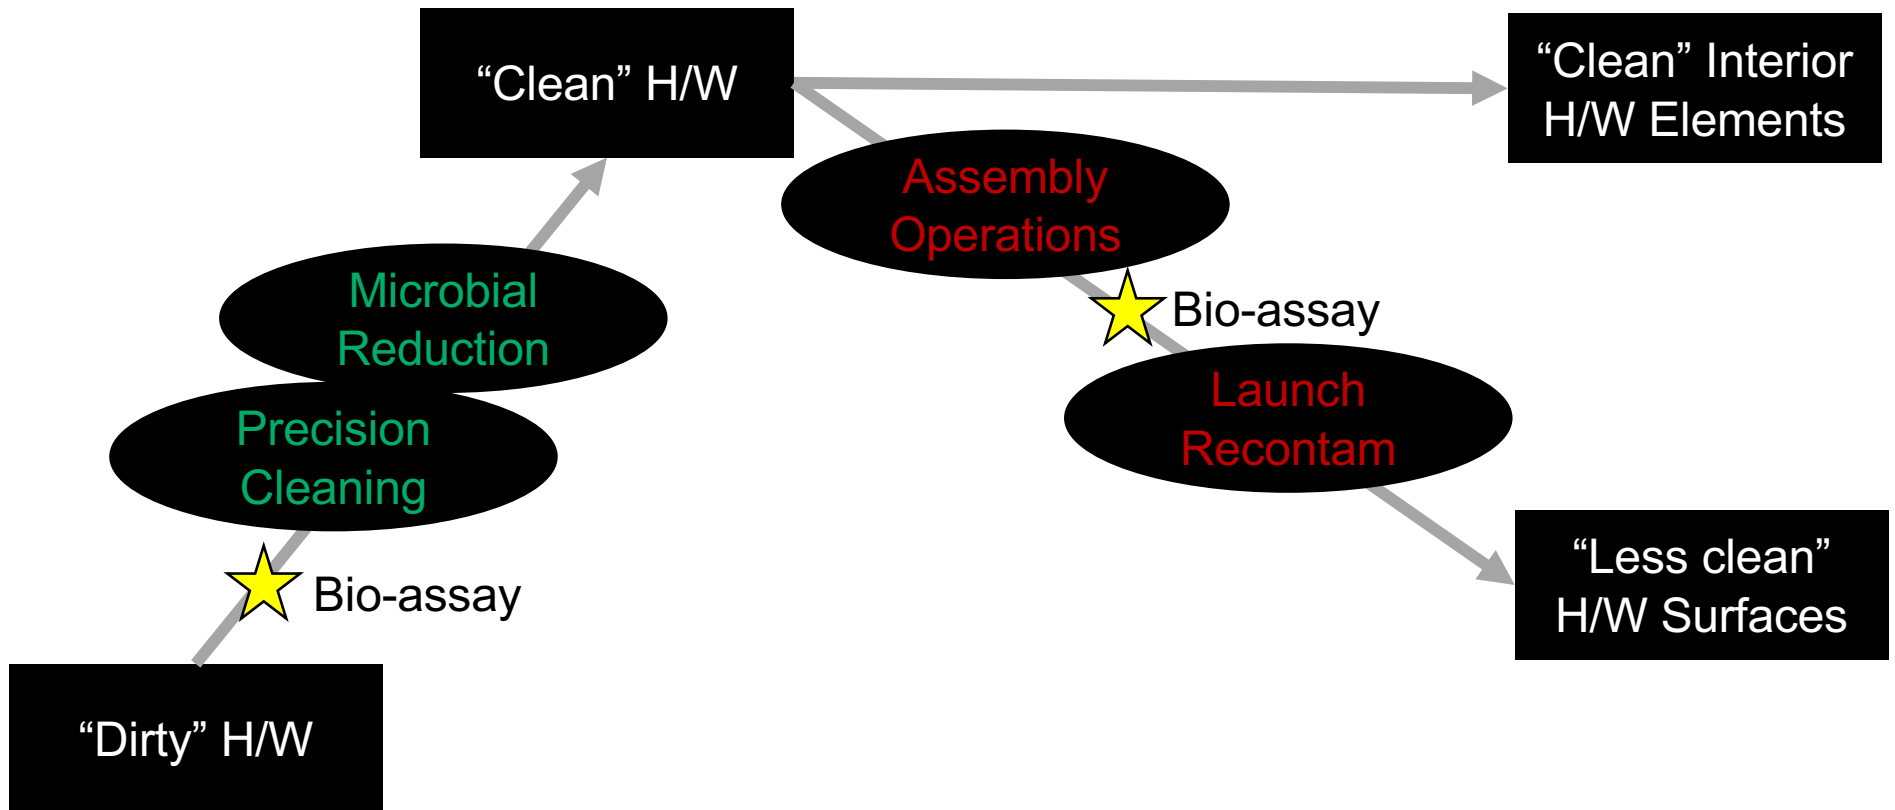 “Clean” H/W
“Clean” Interior
H/W Elements
Assembly
Operations
Microbial
Reduction
Bio-assay
Launch
Recontam
Precision
Cleaning
“Less clean”
H/W Surfaces
Bio-assay
“Dirty” H/W